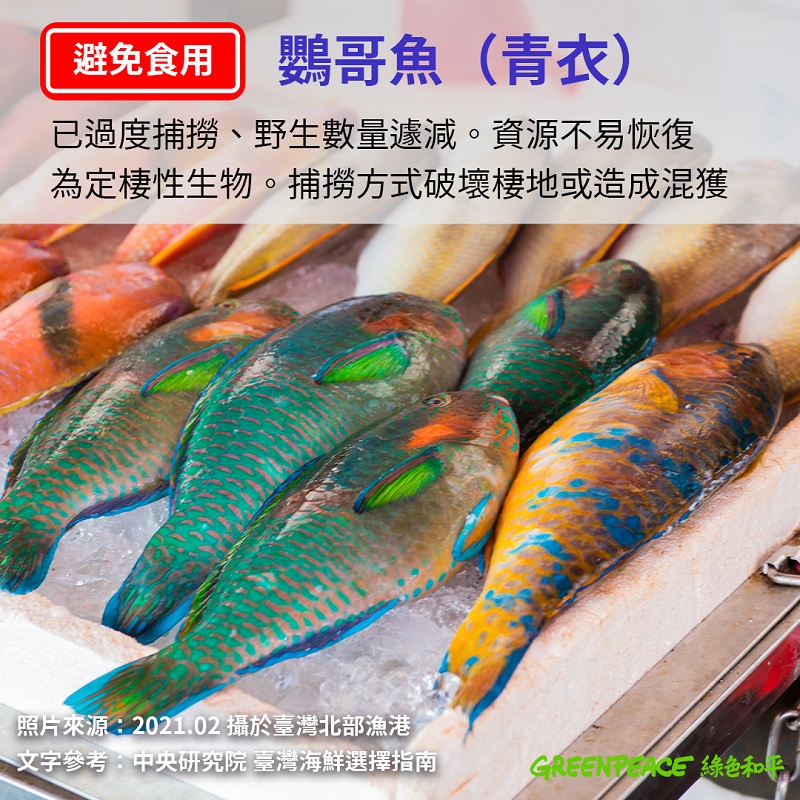 避免食用
鸚哥魚（青衣）
已過度捕撈、野生數量遽減。資源不易恢復
為定棲性生物。捕撈方式破壞棲地或造成混獲
照片來源：2021.02 攝於臺灣北部漁港
文字參考：中央研究院 臺灣海鮮選擇指南
GREENPEACE 綠色和平